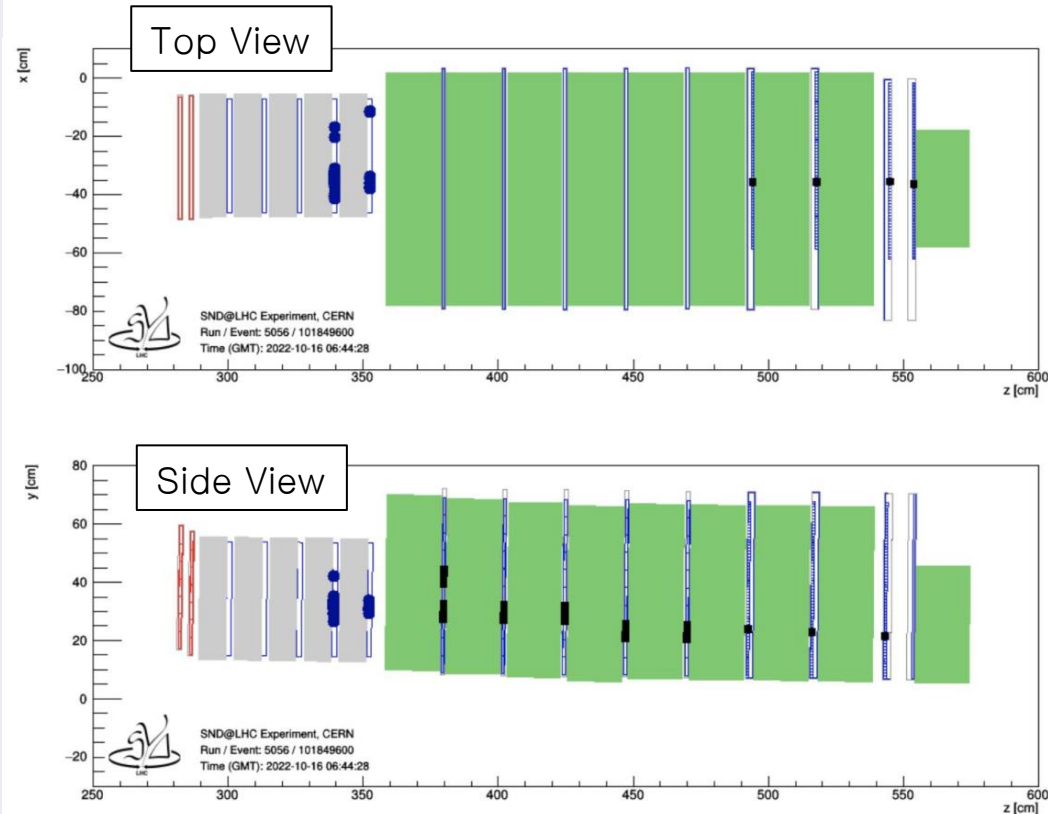 Top View
x [cm]
0
−20
−40
−60
−80
−100
SND@LHC Experiment, CERN
Run / Event: 5056 / 101849600
Time (GMT): 2022-10-16 06:44:28
LHC
250 300 350 400 450 500 550 600
z [cm]
Side View
y [cm]
80
60
40
20
0
−20
SND@LHC Experiment, CERN
Run / Event: 5056 / 101849600
Time (GMT): 2022-10-16 06:44:28
LHC
250 300 350 400 450 500 550 600
z [cm]